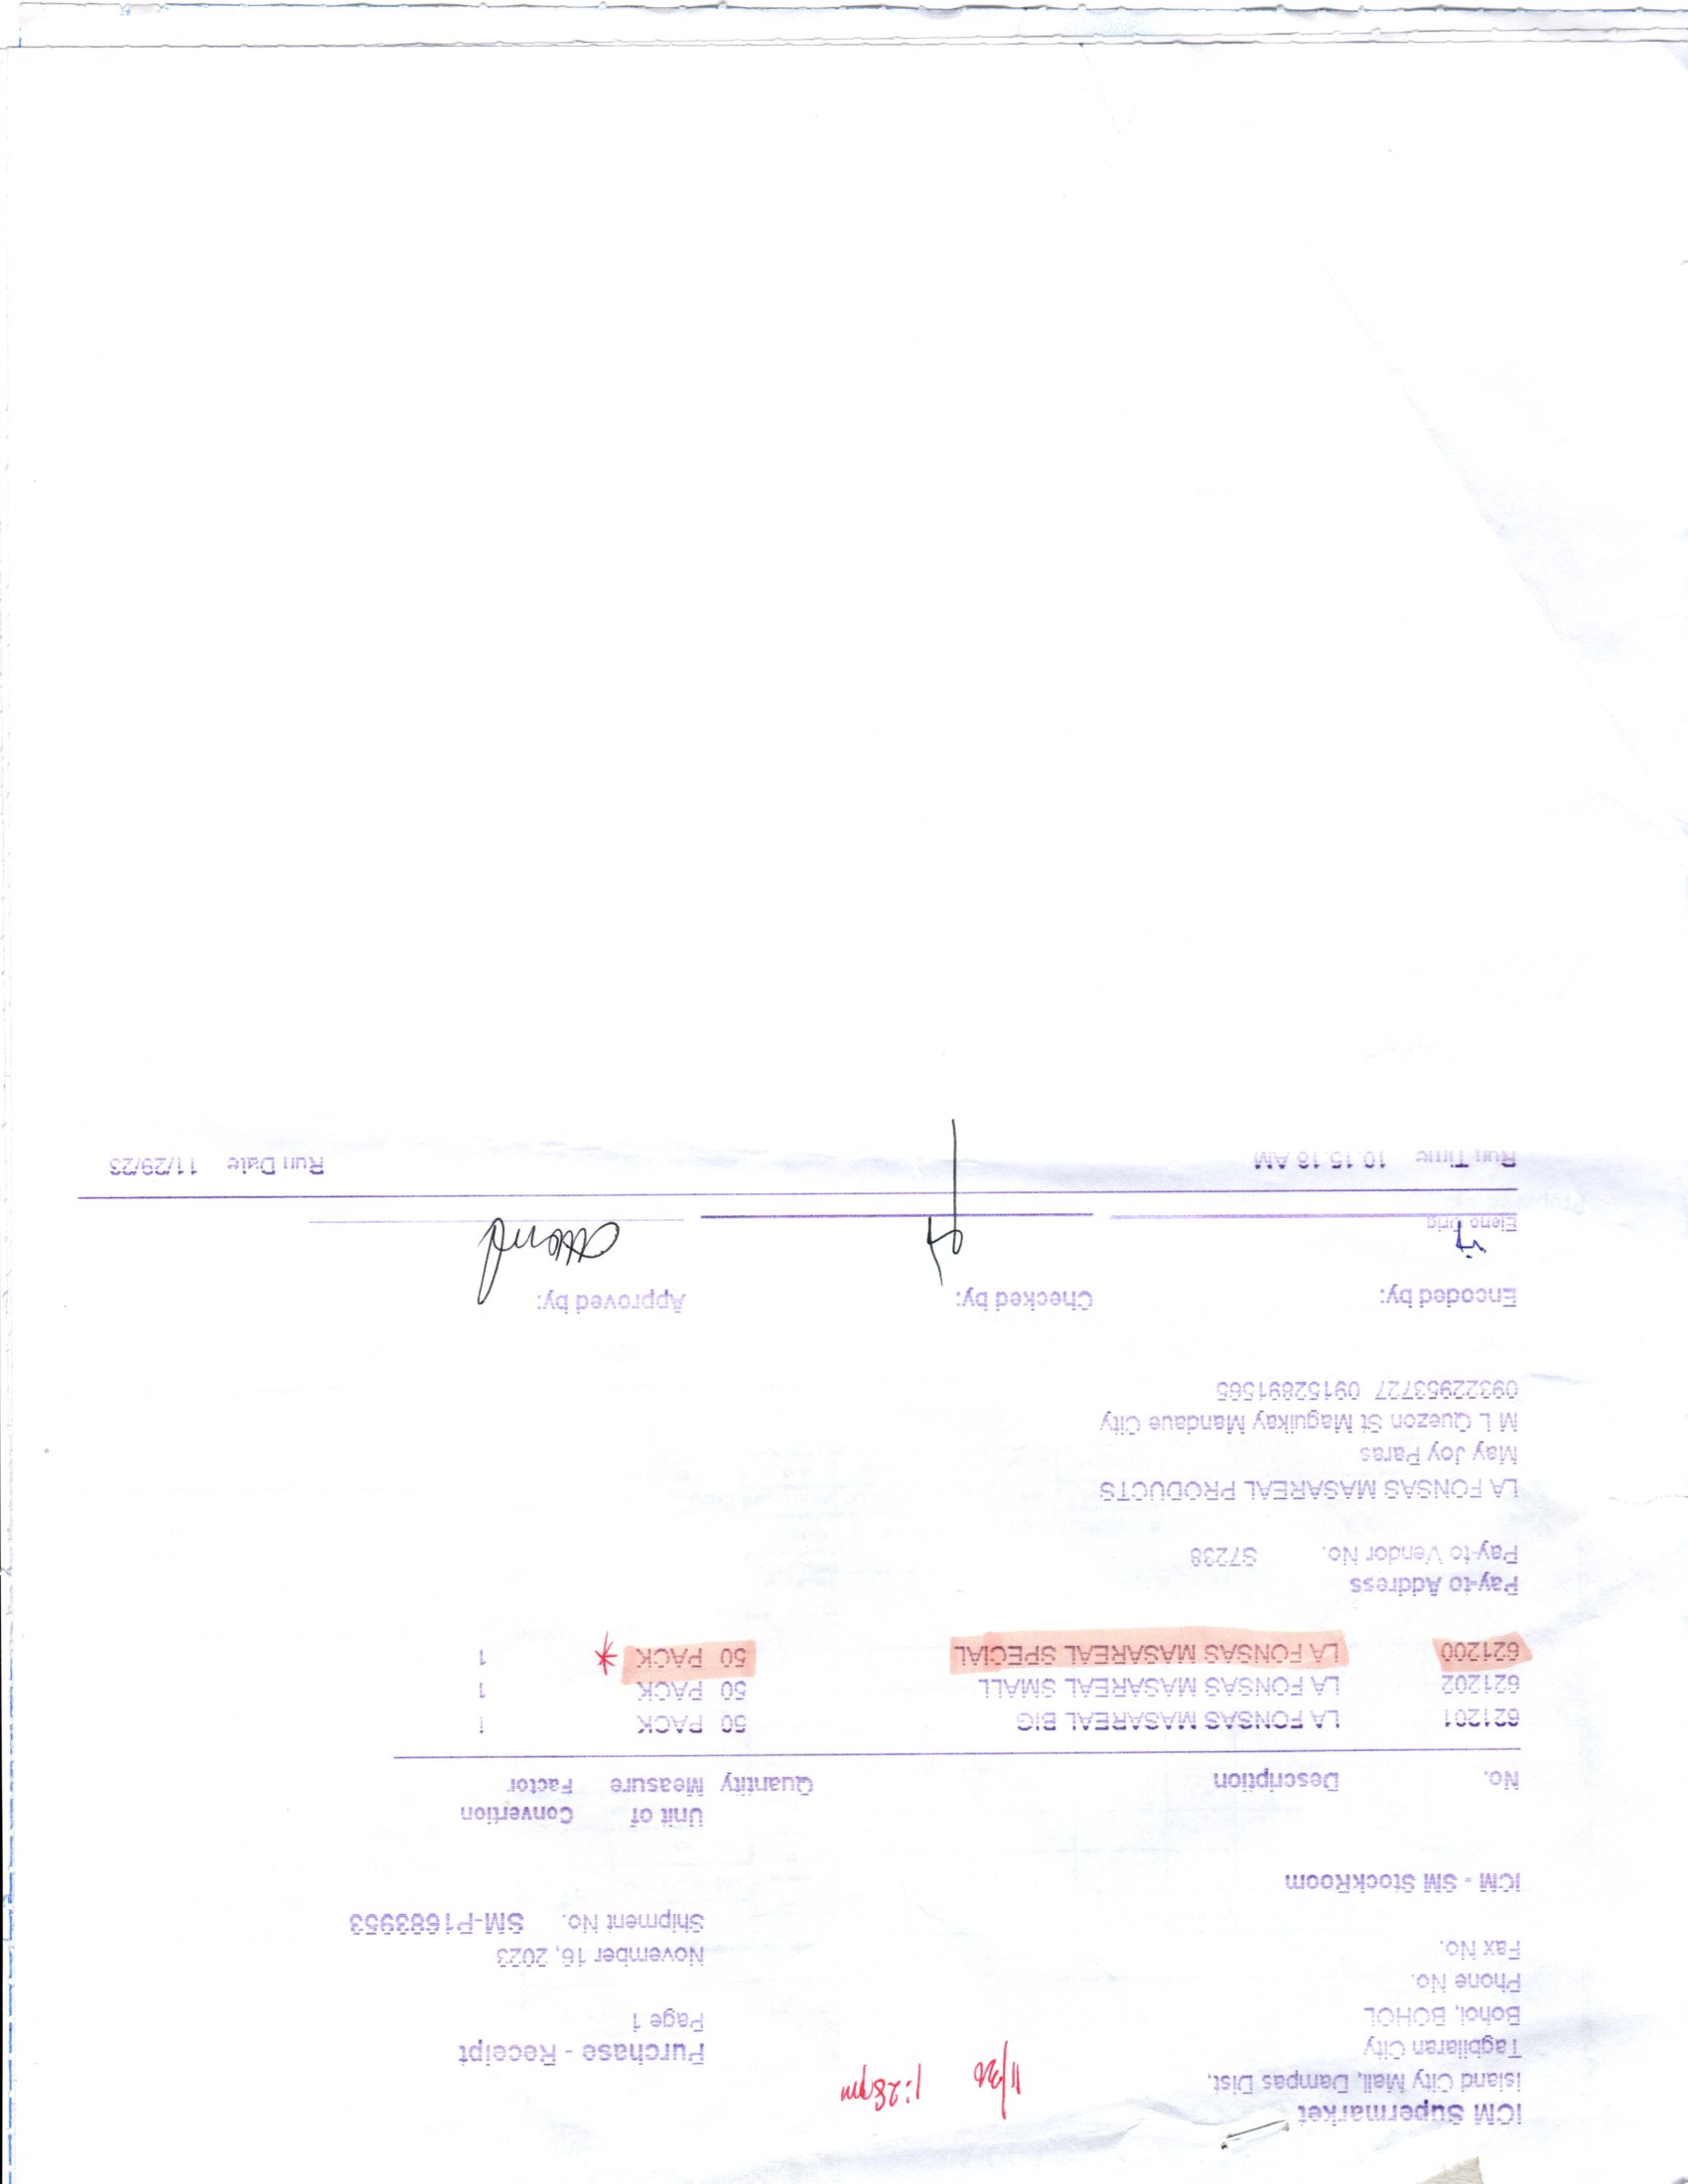 ICM Supermarket
Island City Mall, Dampas Dist,
Tagbilaran City
Bohol, BOHOL
Phone No.
Fax No.
11/30 1:28pm
Purchase - Receipt
Page 1
November 16, 2023
Shipment No. SM-P1683953
ICM - SM StockRoom
No. Description Quantity Unit of Measure Convertion Factor
621201 LA FONSAS MASAREAL BIG 50 PACK 1
621202 LA FONSAS MASAREAL SMALL 50 PACK 1
621200 LA FONSAS MASAREAL SPECIAL 50 PACK * 1
Pay-to Address
Pay-to Vendor No. S7238
LA FONSAS MASAREAL PRODUCTS
May Joy Paras
M L Quezon St Maguikay Mandaue City
09322953727 09152891565
Encoded by: Checked by: Approved by:
Run Time 10:15:18 AM Run Date 11/29/23